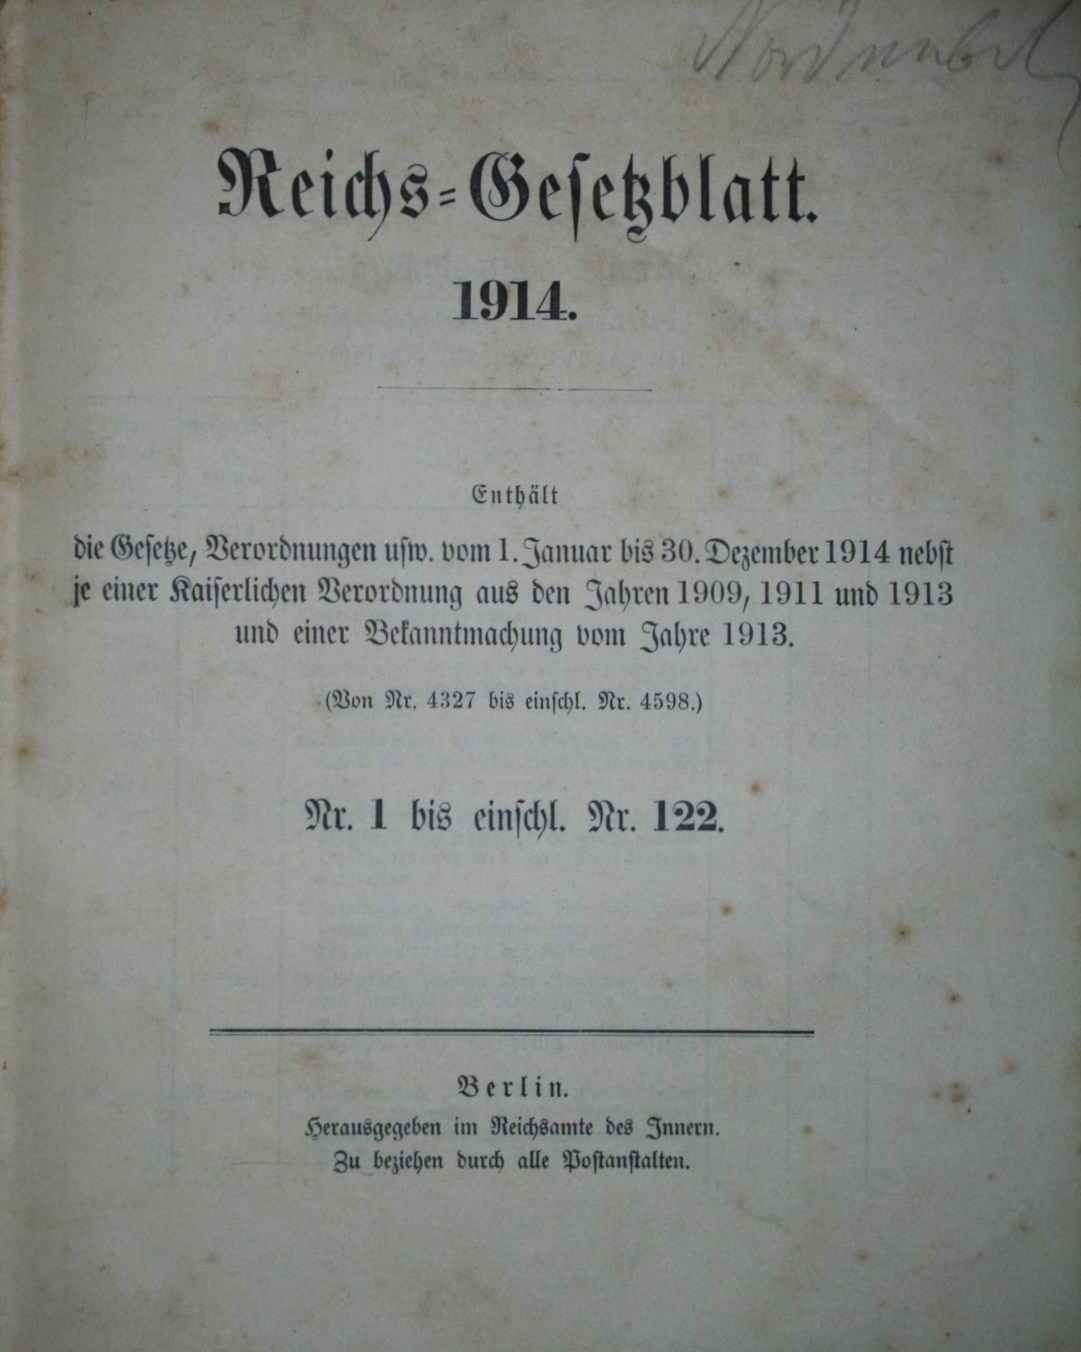 Reichs-Gesetzblatt.
1914.
Enthält
die Gesetze, Verordnungen usw. vom 1. Januar bis 30. Dezember 1914 nebst
je einer Kaiserlichen Verordnung aus den Jahren 1909, 1911 und 1913
und einer Bekanntmachung vom Jahre 1913.
(Von Nr. 4327 bis einschl. Nr. 4598.)
Nr. 1 bis einschl. Nr. 122.
Berlin.
Herausgegeben im Reichsamte des Innern.
Zu beziehen durch alle Postanstalten.